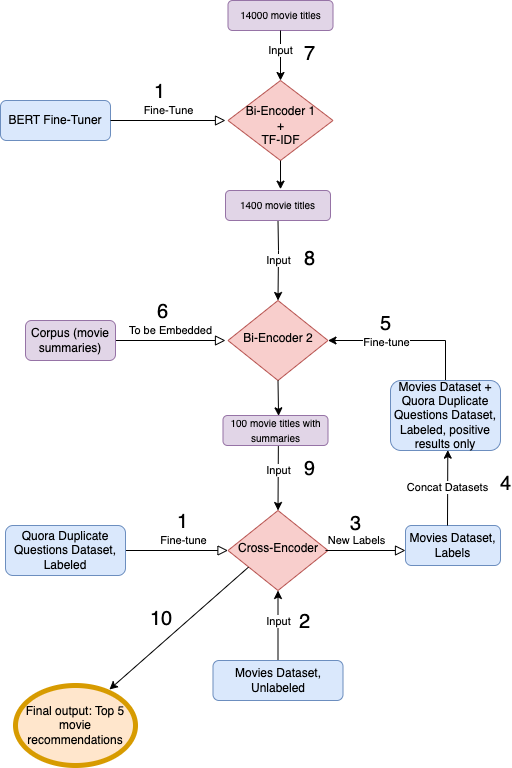 14000 movie titles
Input
7
1
Fine-Tune
BERT Fine-Tuner
Bi-Encoder 1
+
TF-IDF
1400 movie titles
Input
8
6
To be Embedded
Corpus (movie
summaries)
Bi-Encoder 2
5
Fine-tune
Movies Dataset +
Quora Duplicate
Questions Dataset,
Labeled, positive
results only
100 movie titles with
summaries
Input
9
Concat Datasets
4
1
Fine-tune
Quora Duplicate
Questions Dataset,
Labeled
Cross-Encoder
3
New Labels
Movies Dataset,
Labels
10
Input
2
Movies Dataset,
Unlabeled
Final output: Top 5
movie
recommendations